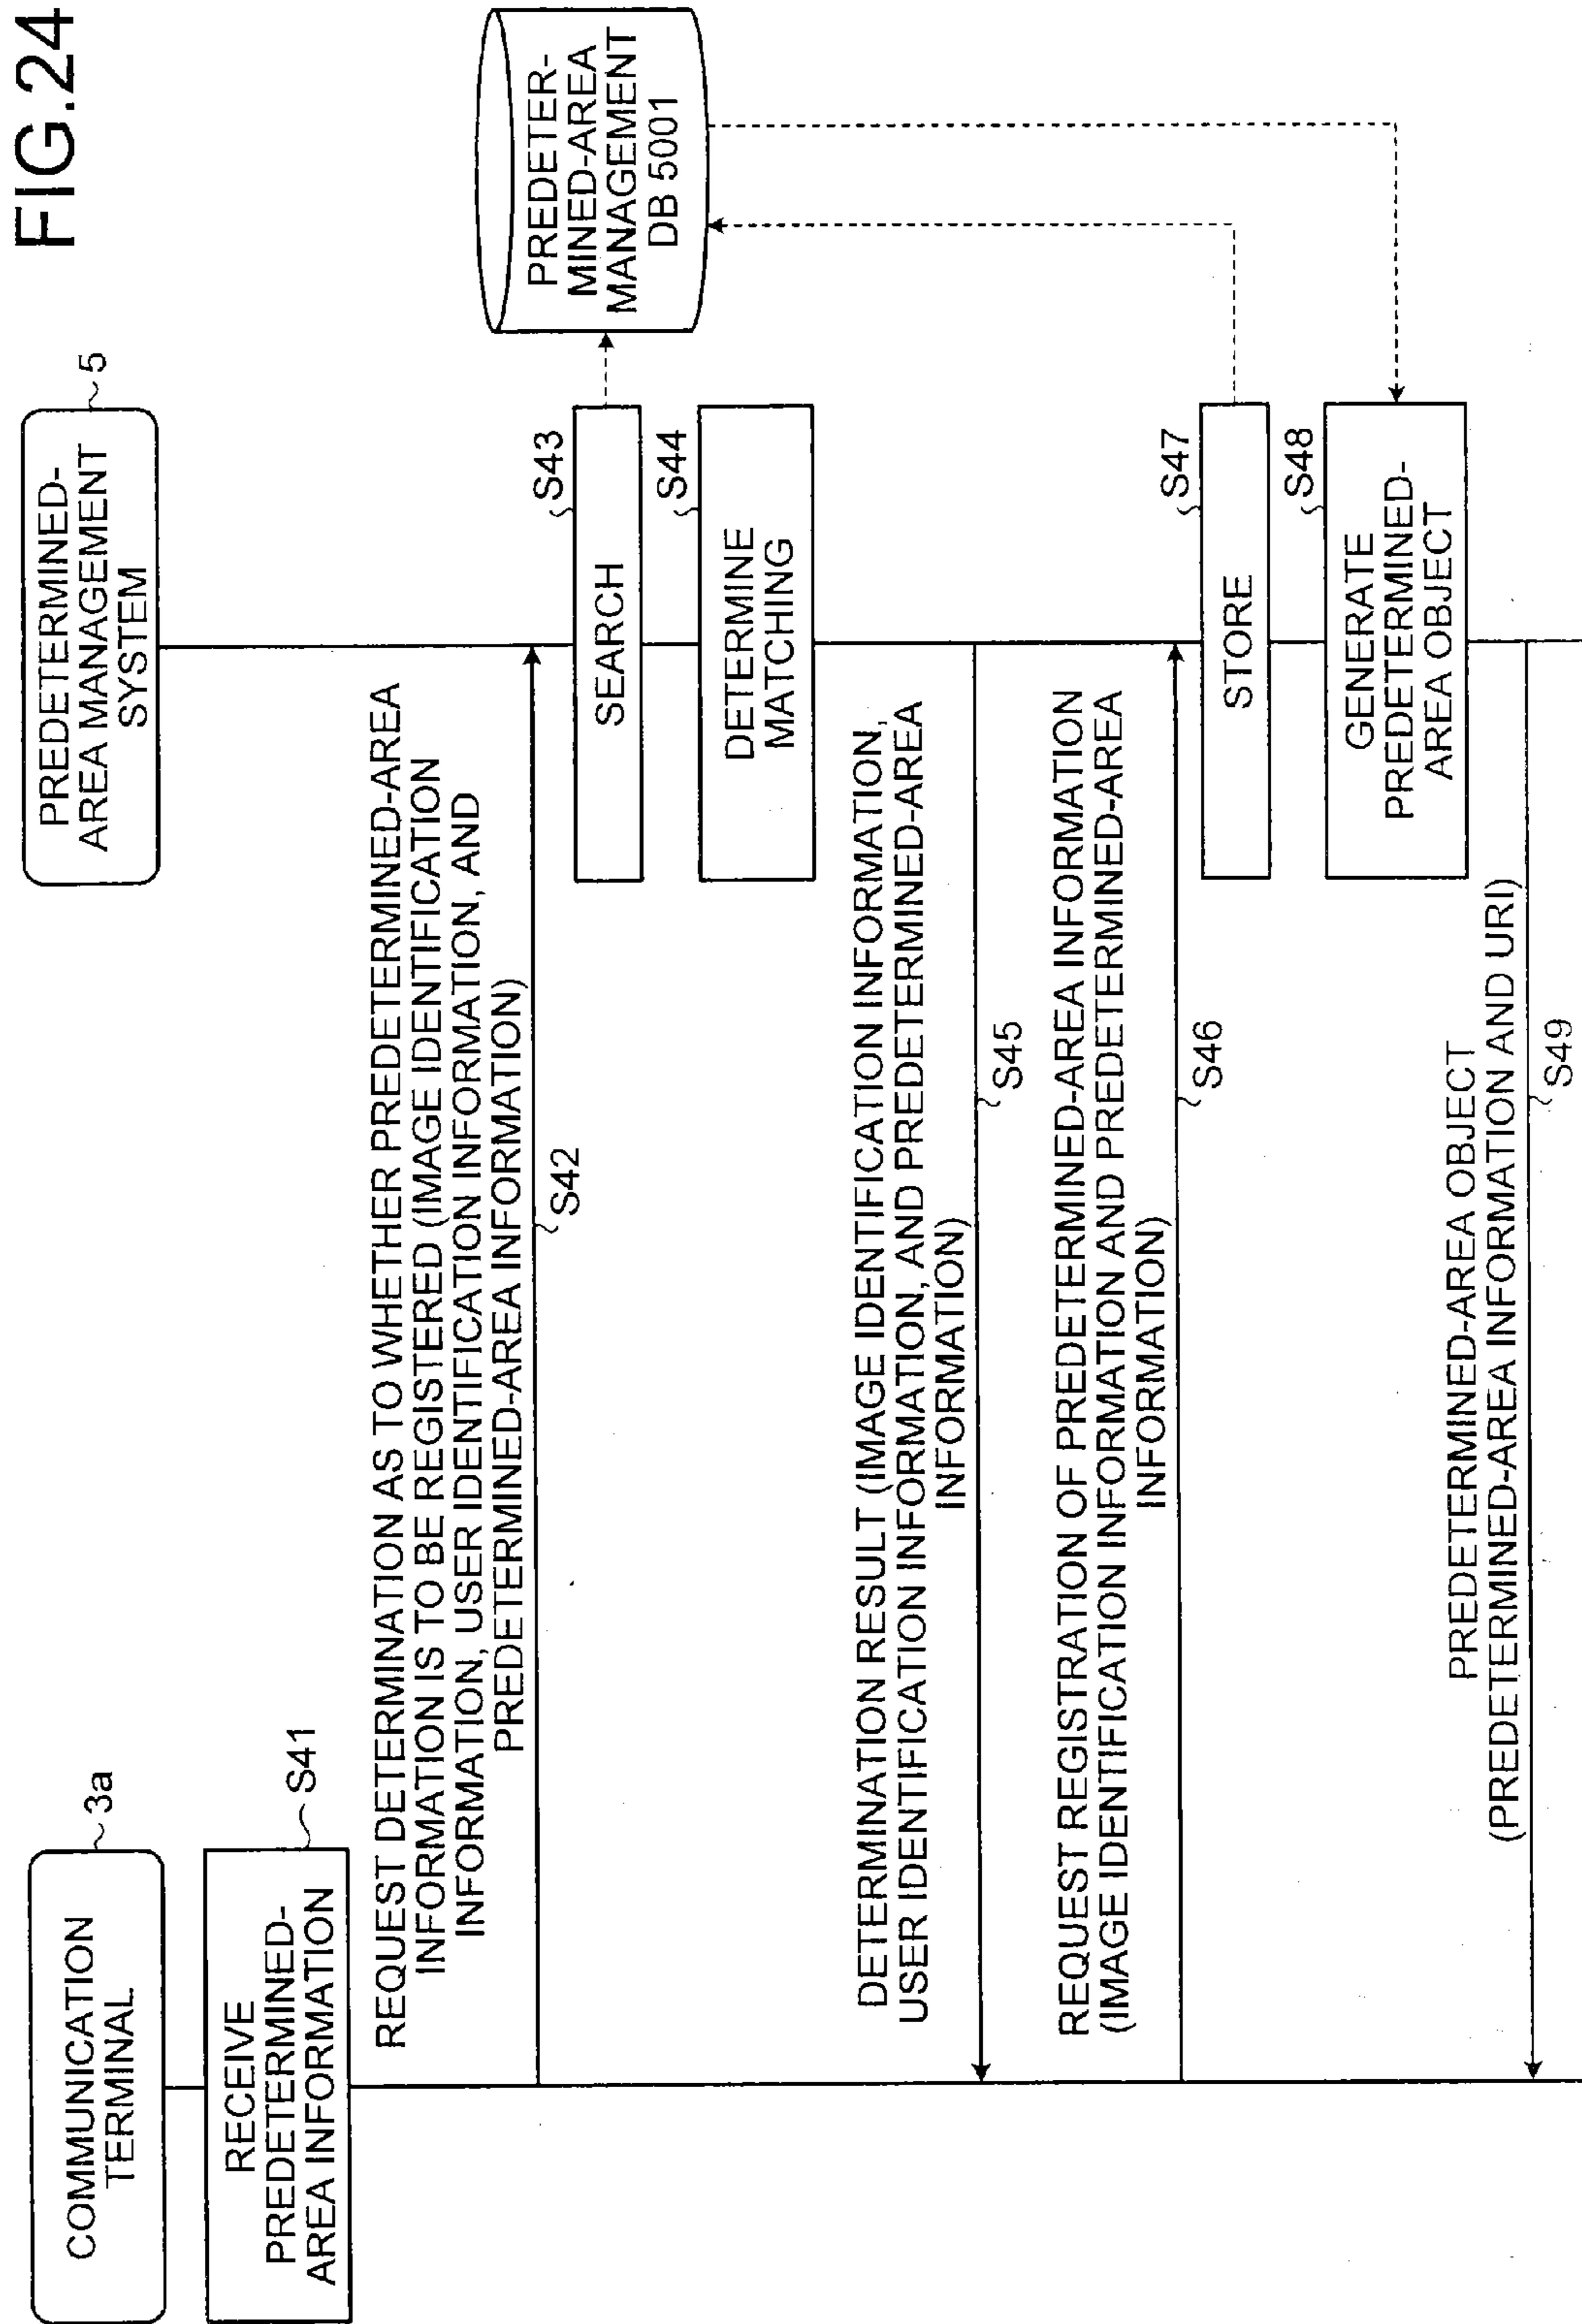 FIG.24
COMMUNICATION
TERMINAL
3a
PREDETERMINED-
AREA MANAGEMENT
SYSTEM
5
RECEIVE
PREDETERMINED-
AREA INFORMATION
S41
REQUEST DETERMINATION AS TO WHETHER PREDETERMINED-AREA
INFORMATION IS TO BE REGISTERED (IMAGE IDENTIFICATION
INFORMATION, USER IDENTIFICATION INFORMATION, AND
PREDETERMINED-AREA INFORMATION)
S42
PREDETER-
MINED-AREA
MANAGEMENT
DB 5001
SEARCH
S43
DETERMINE
MATCHING
S44
DETERMINATION RESULT (IMAGE IDENTIFICATION INFORMATION,
USER IDENTIFICATION INFORMATION, AND PREDETERMINED-AREA
INFORMATION)
S45
REQUEST REGISTRATION OF PREDETERMINED-AREA INFORMATION
(IMAGE IDENTIFICATION INFORMATION AND PREDETERMINED-AREA
INFORMATION)
S46
STORE
S47
GENERATE
PREDETERMINED-
AREA OBJECT
S48
PREDETERMINED-AREA OBJECT
(PREDETERMINED-AREA INFORMATION AND URI)
S49